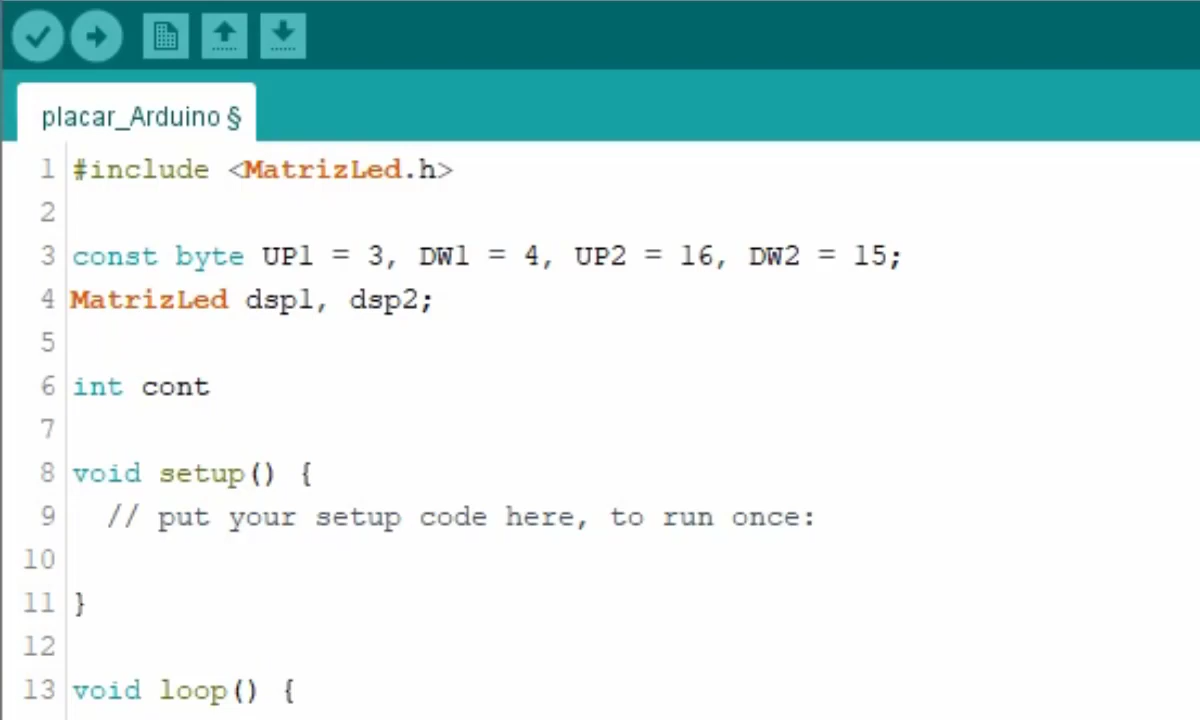 placar_Arduino §
1 #include <MatrizLed.h>
2
3 const byte UP1 = 3, DW1 = 4, UP2 = 16, DW2 = 15;
4 MatrizLed dsp1, dsp2;
5
6 int cont
7
8 void setup() {
9 // put your setup code here, to run once:
10
11 }
12
13 void loop() {